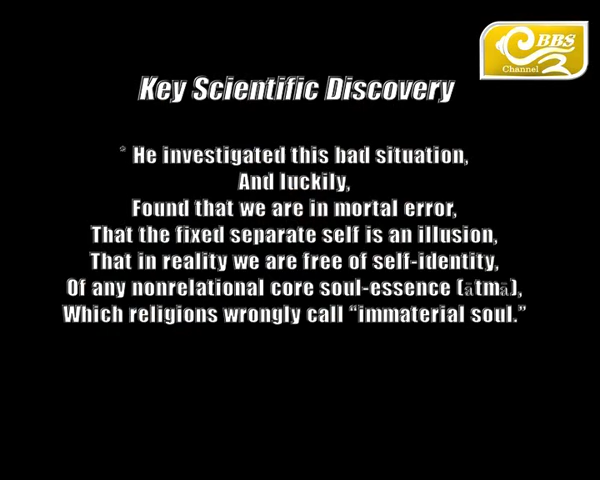 BBS
Channel 2
Key Scientific Discovery
* He investigated this bad situation,
And luckily,
Found that we are in mortal error,
That the fixed separate self is an illusion,
That in reality we are free of self-identity,
Of any nonrelational core soul-essence (ātmā),
Which religions wrongly call “immaterial soul.”